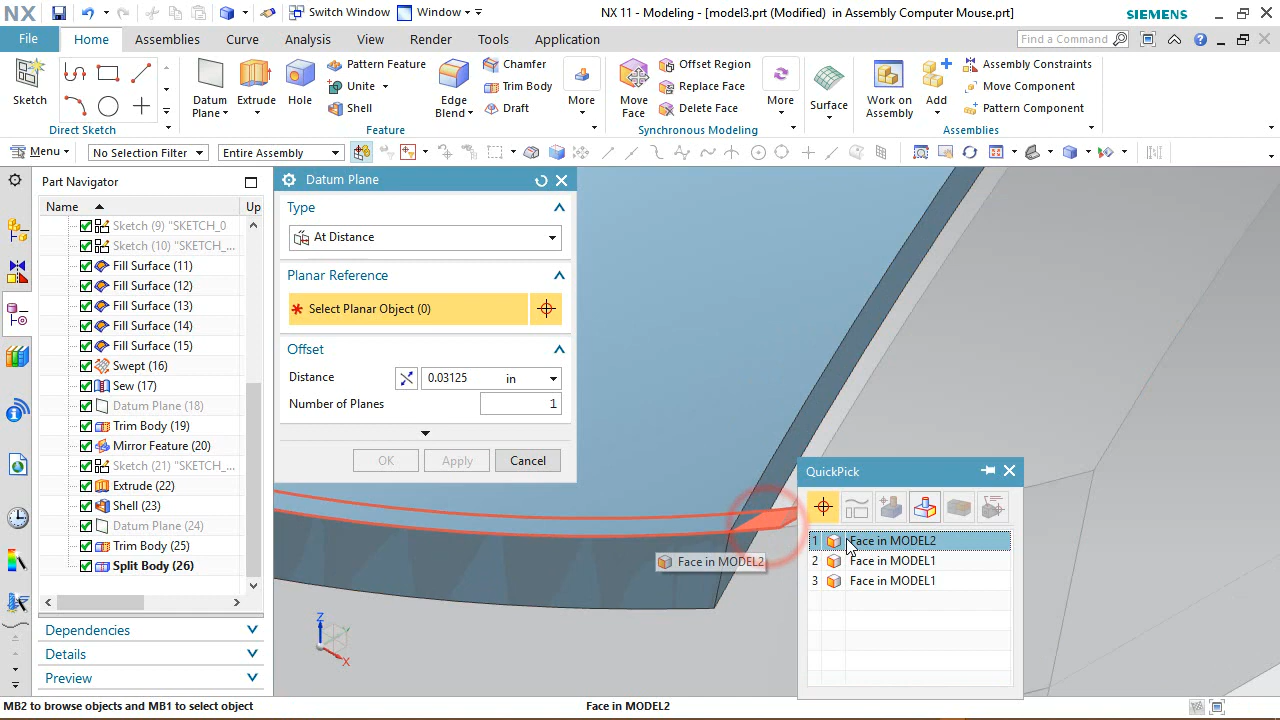 NX
Switch Window
Window
NX 11 - Modeling - [model3.prt (Modified) in Assembly Computer Mouse.prt]
SIEMENS
File
Home
Assemblies
Curve
Analysis
View
Render
Tools
Application
Find a Command
Sketch
Direct Sketch
Datum Plane
Extrude
Hole
Pattern Feature
Unite
Shell
Edge Blend
Chamfer
Trim Body
Draft
More
Feature
Move Face
Offset Region
Replace Face
Delete Face
More
Synchronous Modeling
Surface
Work on Assembly
Add
Assembly Constraints
Move Component
Pattern Component
Assemblies
Menu
No Selection Filter
Entire Assembly
Part Navigator
Name
Up
Sketch (9) "SKETCH_0
Sketch (10) "SKETCH_...
Fill Surface (11)
Fill Surface (12)
Fill Surface (13)
Fill Surface (14)
Fill Surface (15)
Swept (16)
Sew (17)
Datum Plane (18)
Trim Body (19)
Mirror Feature (20)
Sketch (21) "SKETCH_...
Extrude (22)
Shell (23)
Datum Plane (24)
Trim Body (25)
Split Body (26)
Dependencies
Details
Preview
Datum Plane
Type
At Distance
Planar Reference
* Select Planar Object (0)
Offset
Distance
0.03125 in
Number of Planes
1
OK
Apply
Cancel
Face in MODEL2
QuickPick
1 Face in MODEL2
2 Face in MODEL1
3 Face in MODEL1
Z
Y
X
MB2 to browse objects and MB1 to select object
Face in MODEL2